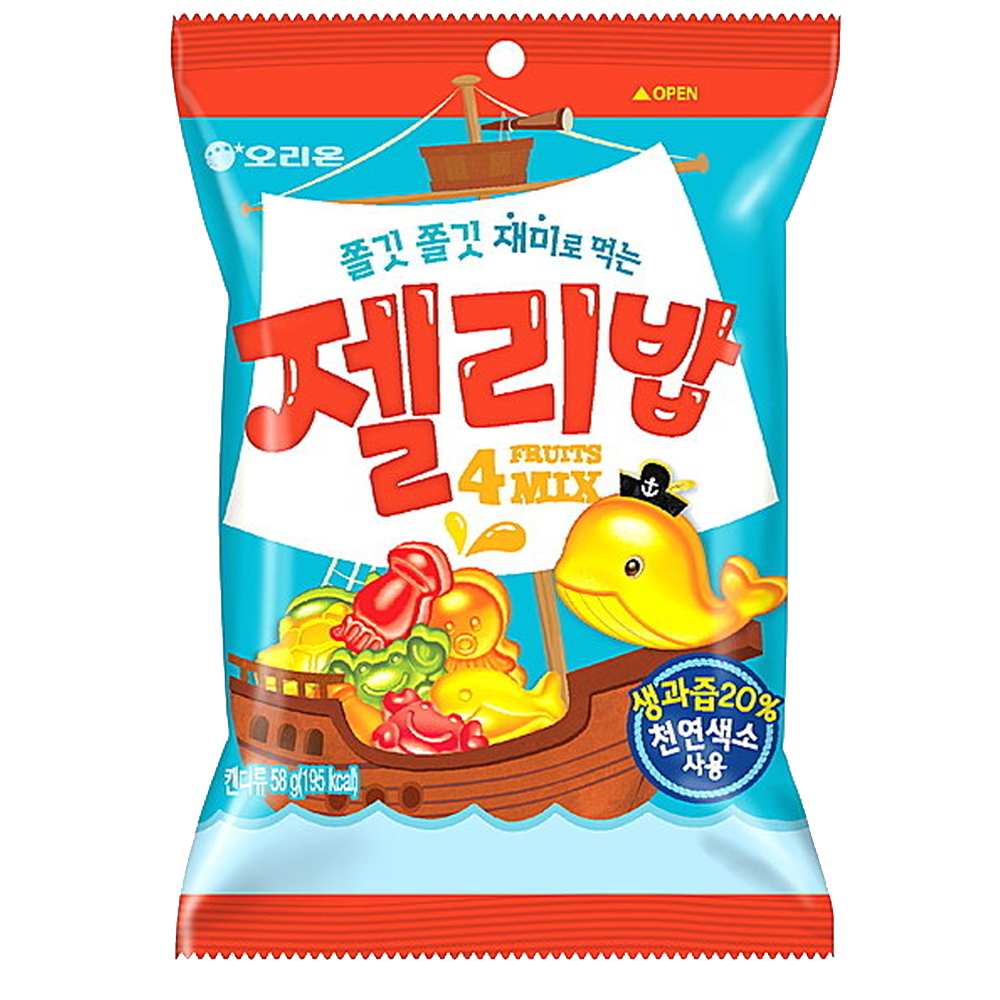 ▲OPEN
오리온
쫄깃 쫄깃 재미로 먹는
젤리밥
4 FRUITS
MIX
생과즙20%
천연색소
사용
캔디류 58 g(195 kcal)